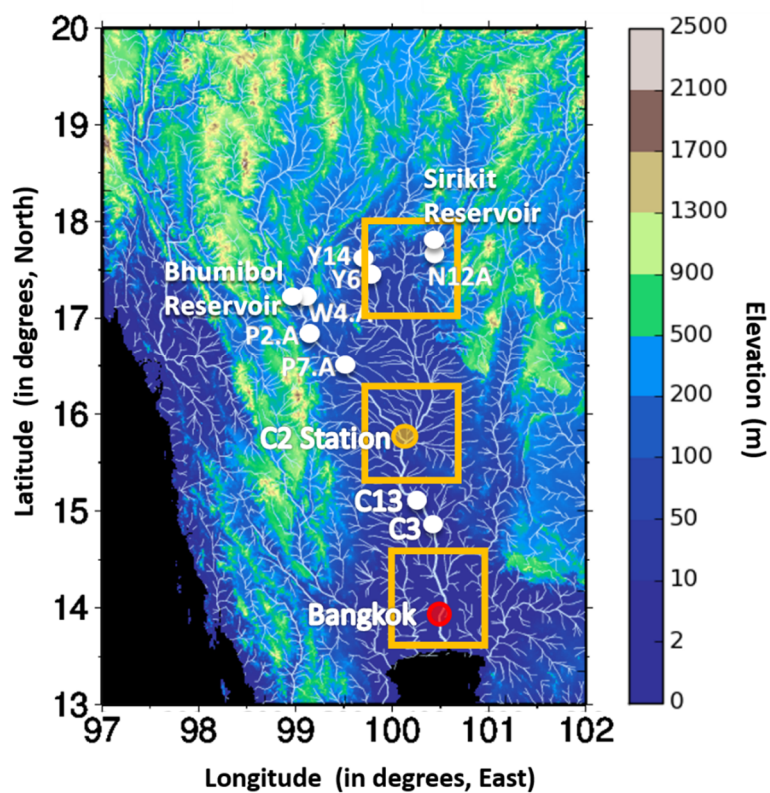 20
19
18
17
16
15
14
13
97
98
99
100
101
102
Latitude (in degrees, North)
Longitude (in degrees, East)
Sirikit
Reservoir
Y14
Y6
N12A
Bhumibol
Reservoir
W4.A
P2.A
P7.A
C2 Station
C13
C3
Bangkok
2500
2100
1700
1300
900
500
200
100
50
10
2
0
Elevation (m)